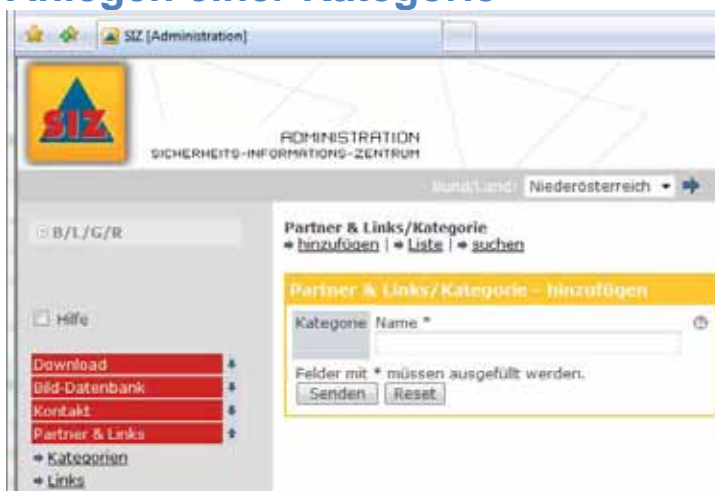 Anlegen einer Kategorie
SIZ [Administration]
SIZ
ADMINISTRATION
SICHERHEITS-INFORMATIONS-ZENTRUM
Bund/Land: Niederösterreich
B/L/G/R
Hilfe
Download
Bild-Datenbank
Kontakt
Partner & Links
Kategorien
Links
Partner & Links/Kategorie
hinzufügen | Liste | suchen
Partner & Links/Kategorie - hinzufügen
Kategorie Name *
Felder mit * müssen ausgefüllt werden.
Senden Reset